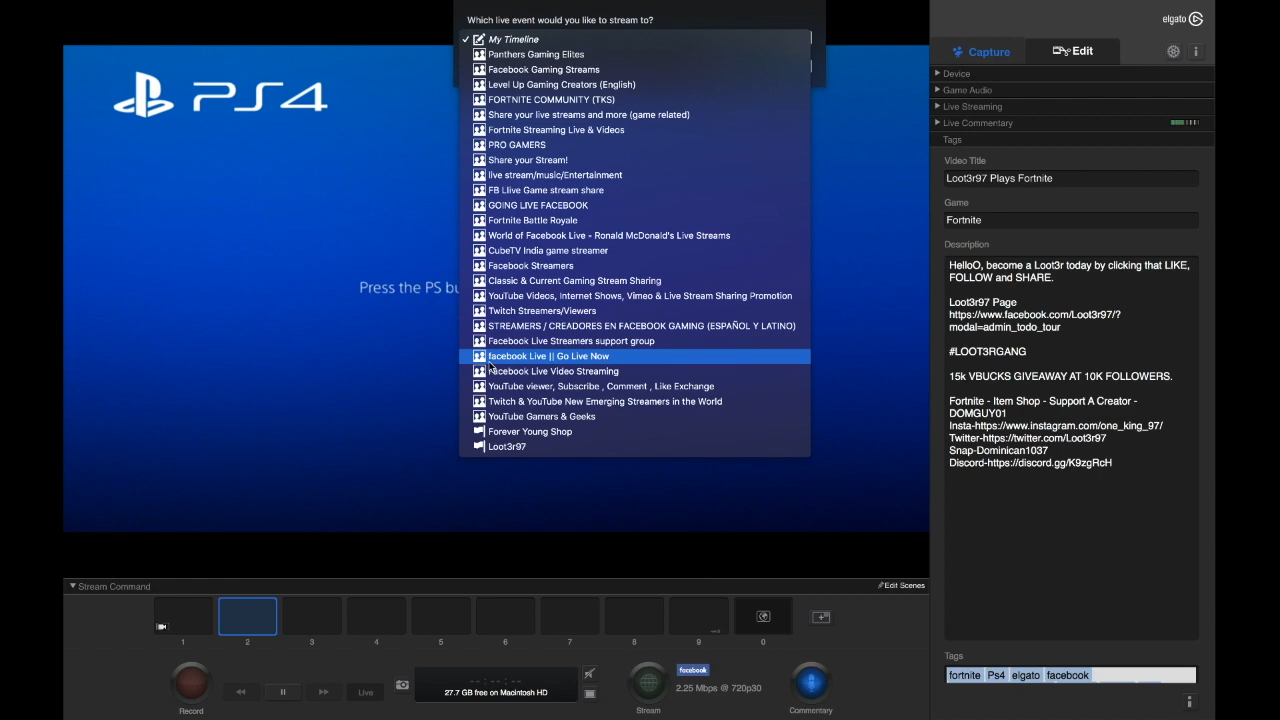 Which live event would you like to stream to?
✓ My Timeline
Panthers Gaming Elites
Facebook Gaming Streams
Level Up Gaming Creators (English)
FORTNITE COMMUNITY (TKS)
Share your live streams and more (game related)
Fortnite Streaming Live & Videos
PRO GAMERS
Share your Stream!
live stream/music/Entertainment
FB Llive Game stream share
GOING LIVE FACEBOOK
Fortnite Battle Royale
World of Facebook Live - Ronald McDonald's Live Streams
CubeTV India game streamer
Facebook Streamers
Classic & Current Gaming Stream Sharing
YouTube Videos, Internet Shows, Vimeo & Live Stream Sharing Promotion
Twitch Streamers/Viewers
STREAMERS / CREADORES EN FACEBOOK GAMING (ESPAÑOL Y LATINO)
Facebook Live Streamers support group
facebook Live || Go Live Now
Facebook Live Video Streaming
YouTube viewer, Subscribe , Comment , Like Exchange
Twitch & YouTube New Emerging Streamers in the World
YouTube Gamers & Geeks
Forever Young Shop
Loot3r97
PS4
Press the PS bu
elgato
Capture
Edit
Device
Game Audio
Live Streaming
Live Commentary
Tags
Video Title
Loot3r97 Plays Fortnite
Game
Fortnite
Description
HelloO, become a Loot3r today by clicking that LIKE,
FOLLOW and SHARE.
Loot3r97 Page
https://www.facebook.com/Loot3r97/?
modal=admin_todo_tour
#LOOT3RGANG
15k VBUCKS GIVEAWAY AT 10K FOLLOWERS.
Fortnite - Item Shop - Support A Creator -
DOMGUY01
Insta-https://www.instagram.com/one_king_97/
Twitter-https://twitter.com/Loot3r97
Snap-Dominican1037
Discord-https://discord.gg/K9zgRcH
Tags
fortnite Ps4 elgato facebook
Stream Command
Edit Scenes
1 2 3 4 5 6 7 8 9 0
Live
--:--:--
27.7 GB free on Macintosh HD
facebook
2.25 Mbps @ 720p30
Record
Stream
Commentary